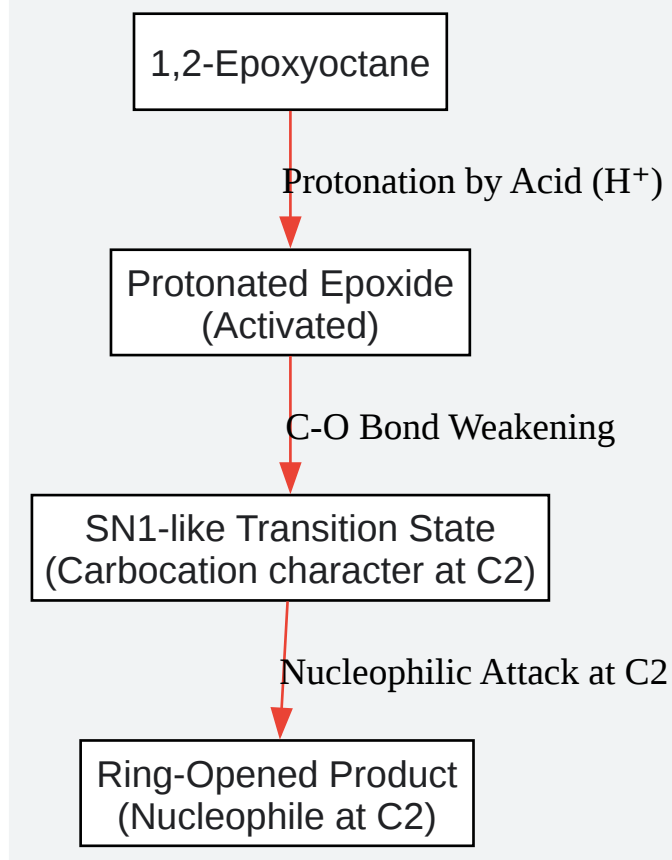 1,2-Epoxyoctane
Protonation by Acid (H⁺)
Protonated Epoxide
(Activated)
C-O Bond Weakening
SN1-like Transition State
(Carbocation character at C2)
Nucleophilic Attack at C2
Ring-Opened Product
(Nucleophile at C2)